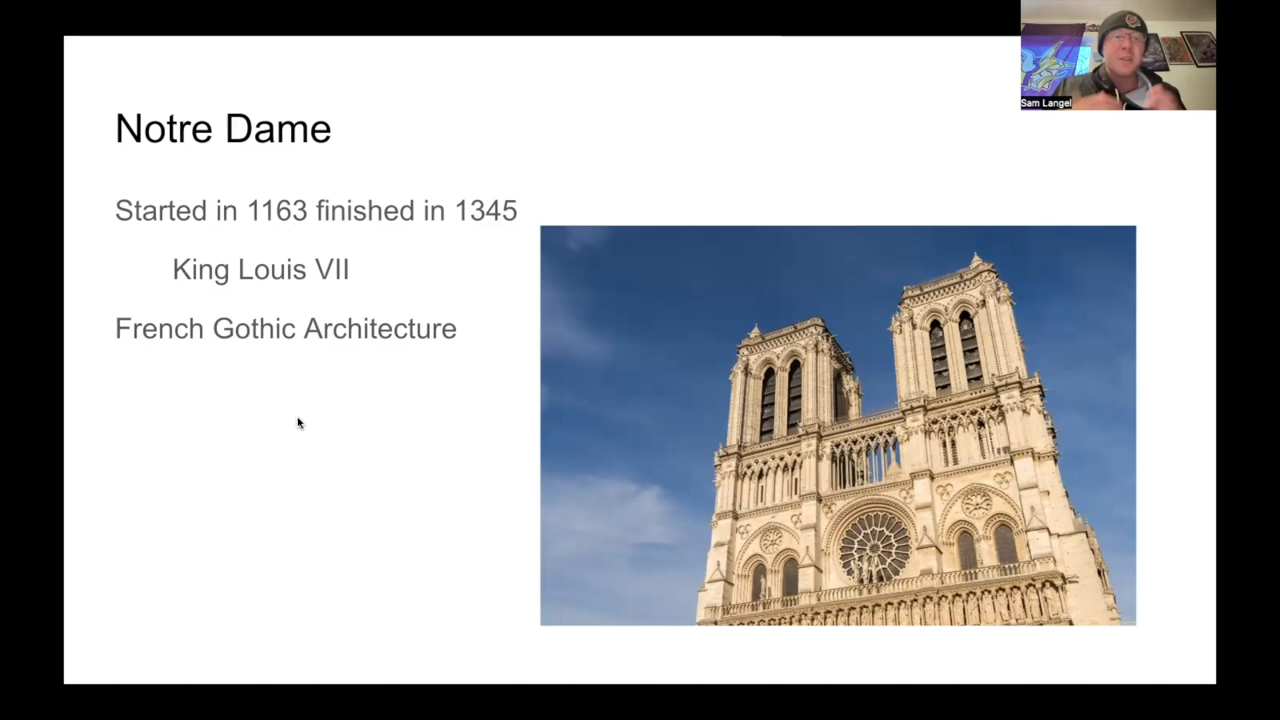 Notre Dame
Started in 1163 finished in 1345
King Louis VII
French Gothic Architecture
Sam Langel